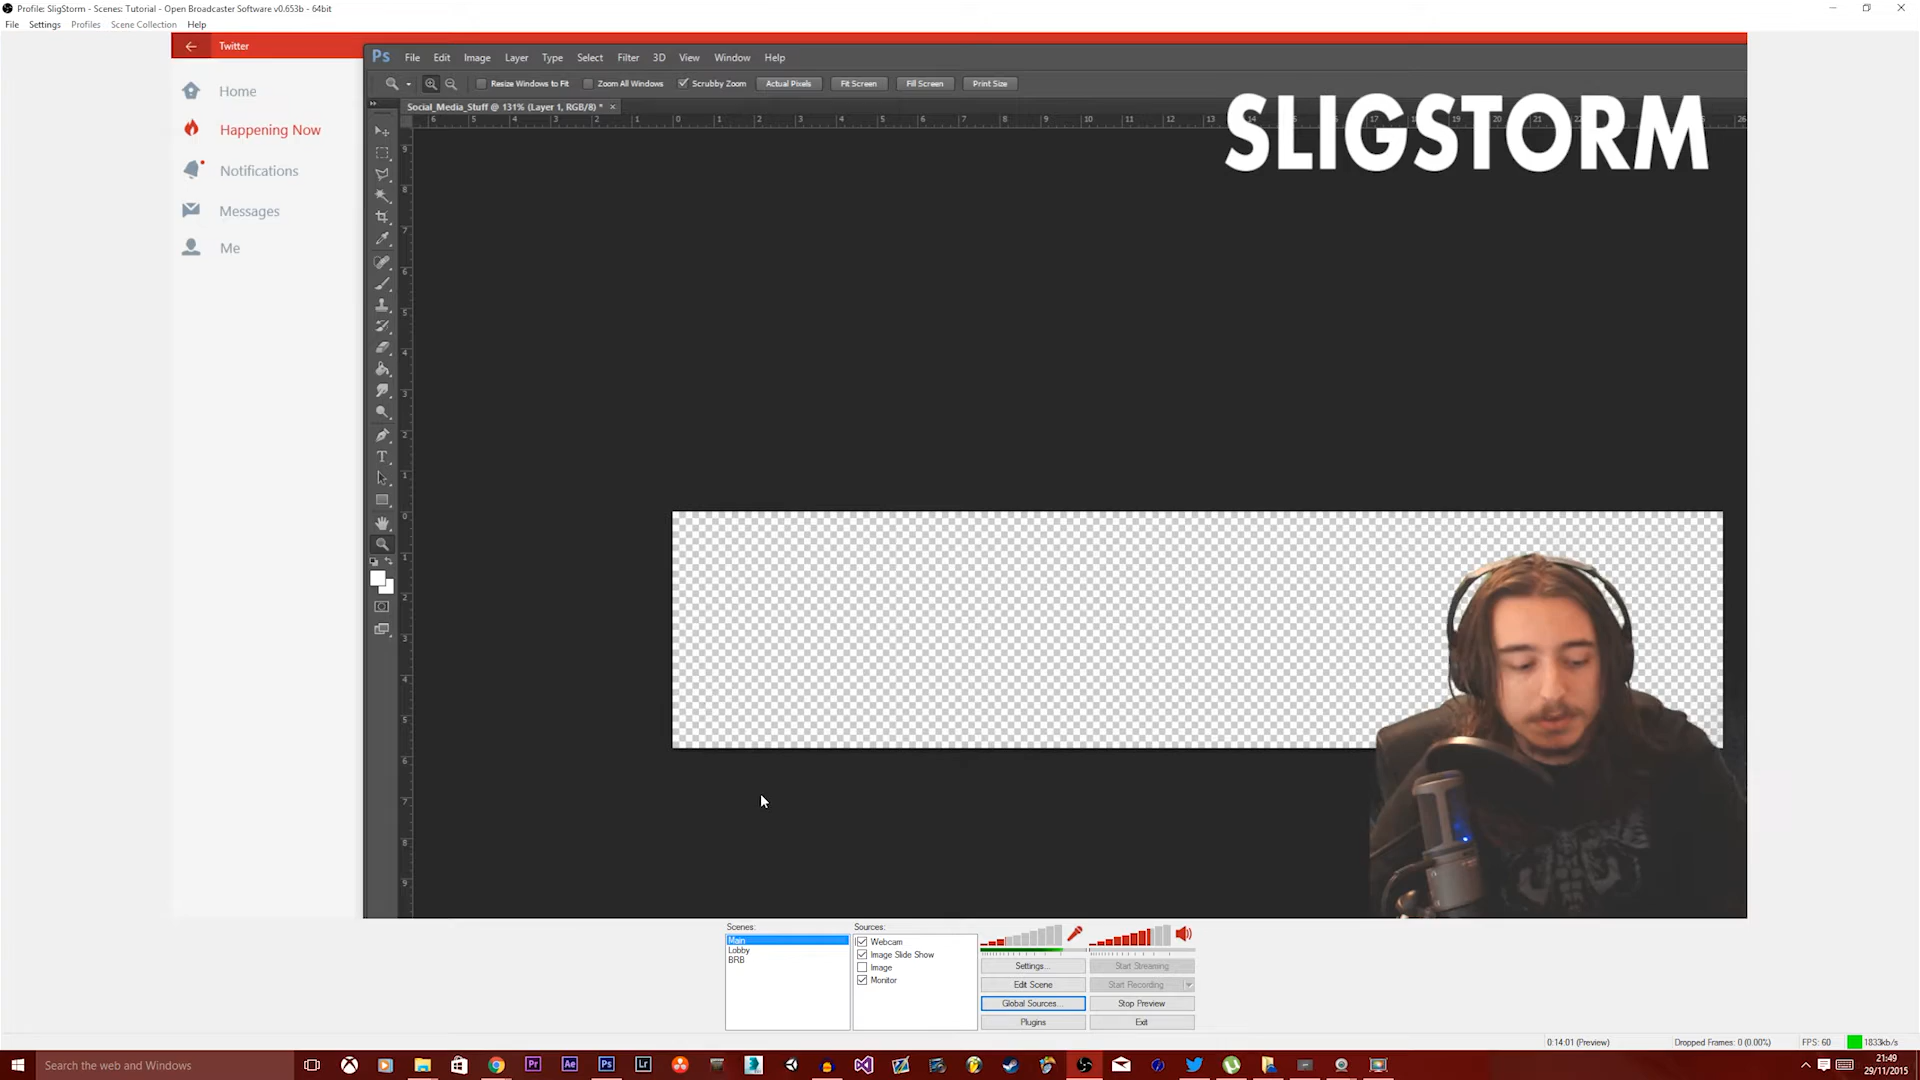 Profile: SligStorm - Scenes: Tutorial - Open Broadcaster Software v0.653b - 64bit
File Settings Profiles Scene Collection Help
Twitter
Home
Happening Now
Notifications
Messages
Me
Ps File Edit Image Layer Type Select Filter 3D View Window Help
Resize Windows to Fit Zoom All Windows Scrubby Zoom Actual Pixels Fit Screen Fill Screen Print Size
Social_Media_Stuff @ 131% (Layer 1, RGB/8) *
SLIGSTORM
Scenes:
Main
Lobby
BRB
Sources:
Webcam
Image Slide Show
Image
Monitor
Settings... Start Streaming
Edit Scene Start Recording
Global Sources... Stop Preview
Plugins Exit
0:14:01 (Preview) Dropped Frames: 0 (0.00%) FPS: 60 1833kb/s
Search the web and Windows
Pr Ae Ps Lr
21:49
29/11/2015